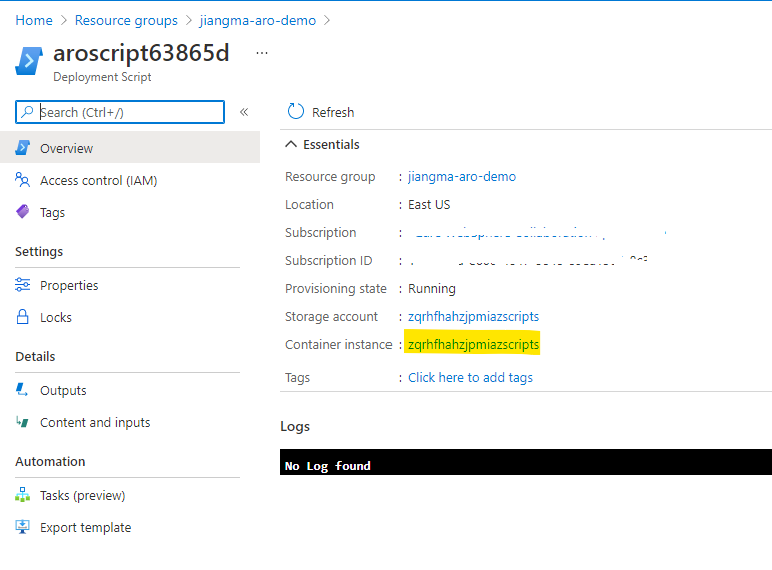 Home > Resource groups > jiangma-aro-demo >
aroscript63865d ...
Deployment Script
Search (Ctrl+/) «
Refresh
Overview
Access control (IAM)
Tags
Settings
Properties
Locks
Details
Outputs
Content and inputs
Automation
Tasks (preview)
Export template
Essentials
Resource group : jiangma-aro-demo
Location : East US
Subscription :
Subscription ID :
Provisioning state : Running
Storage account : zqrhfhahzjpmiazscripts
Container instance : zqrhfhahzjpmiazscripts
Tags : Click here to add tags
Logs
No Log found